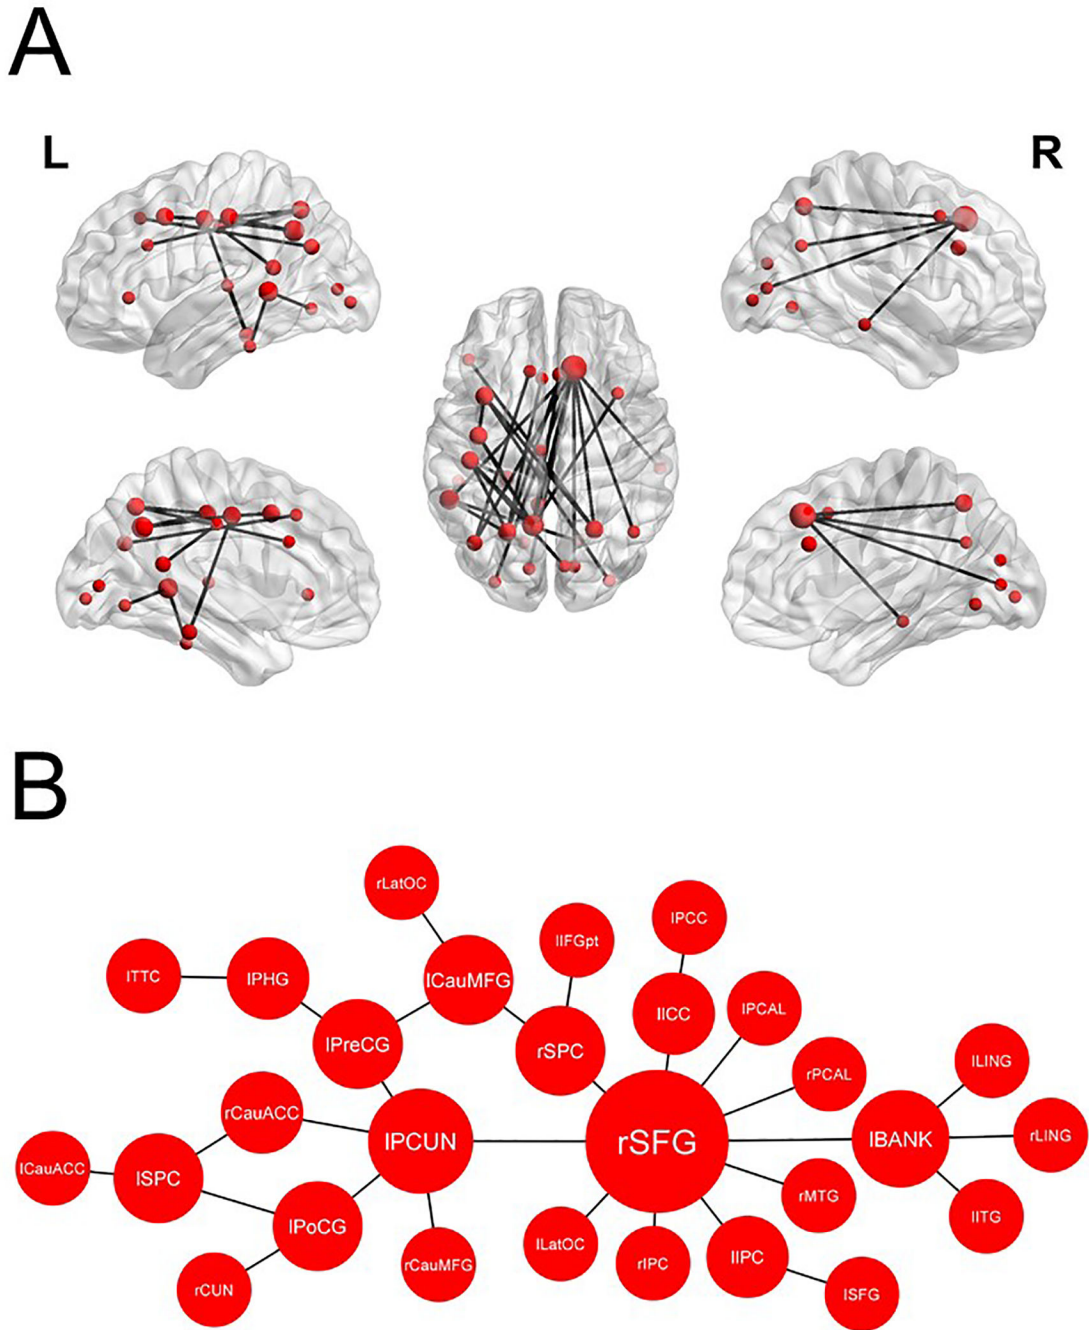 A
L
R
B
rLatOC
lIFGpt
lPCC
lTTC
lPHG
lCauMFG
lICC
lPCAL
lPreCG
rSPC
rPCAL
lLING
rCauACC
lPCUN
rSFG
lBANK
rLING
lCauACC
lSPC
rMTG
lITG
lPoCG
lLatOC
rIPC
lIPC
rCauMFG
rCUN
lSFG